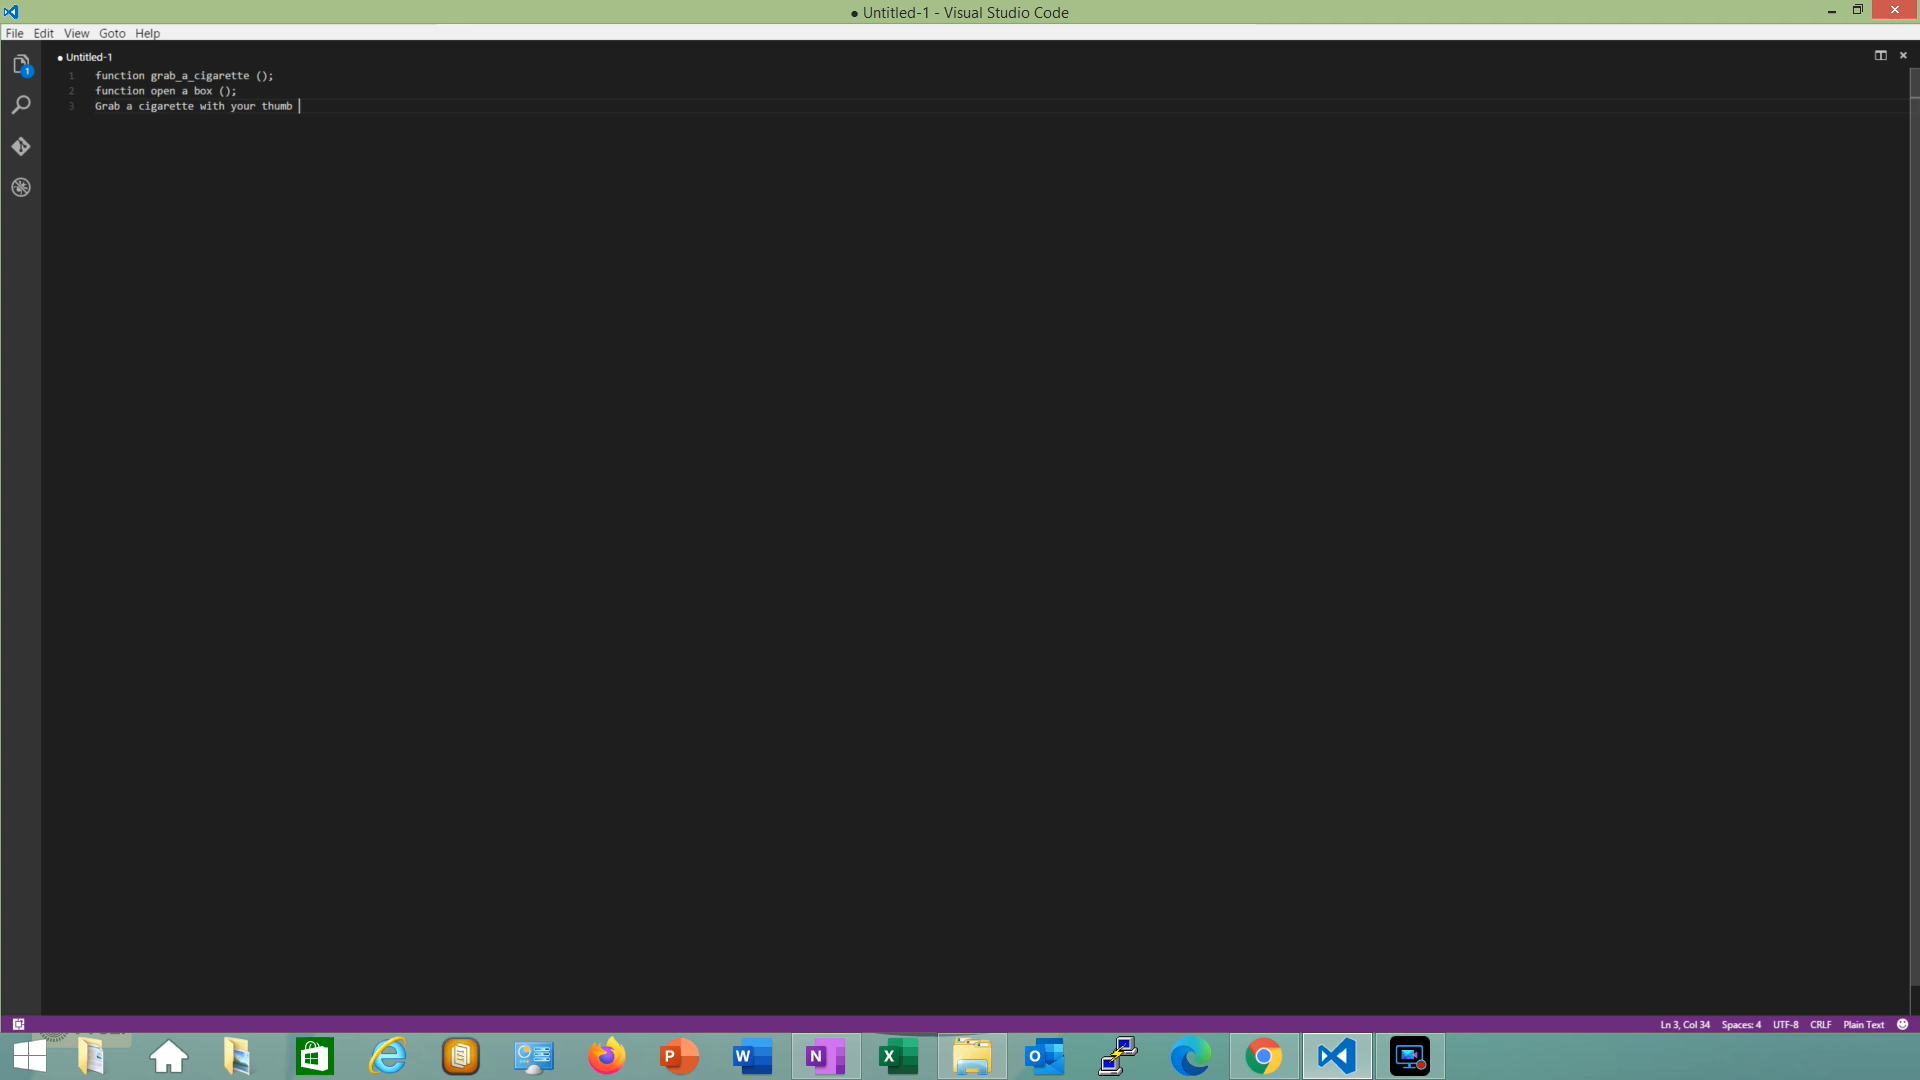 ● Untitled-1 - Visual Studio Code
File Edit View Goto Help
● Untitled-1
1 function grab_a_cigarette ();
2 function open a box ();
3 Grab a cigarette with your thumb
1
Ln 3, Col 34 Spaces: 4 UTF-8 CRLF Plain Text
P W N X O